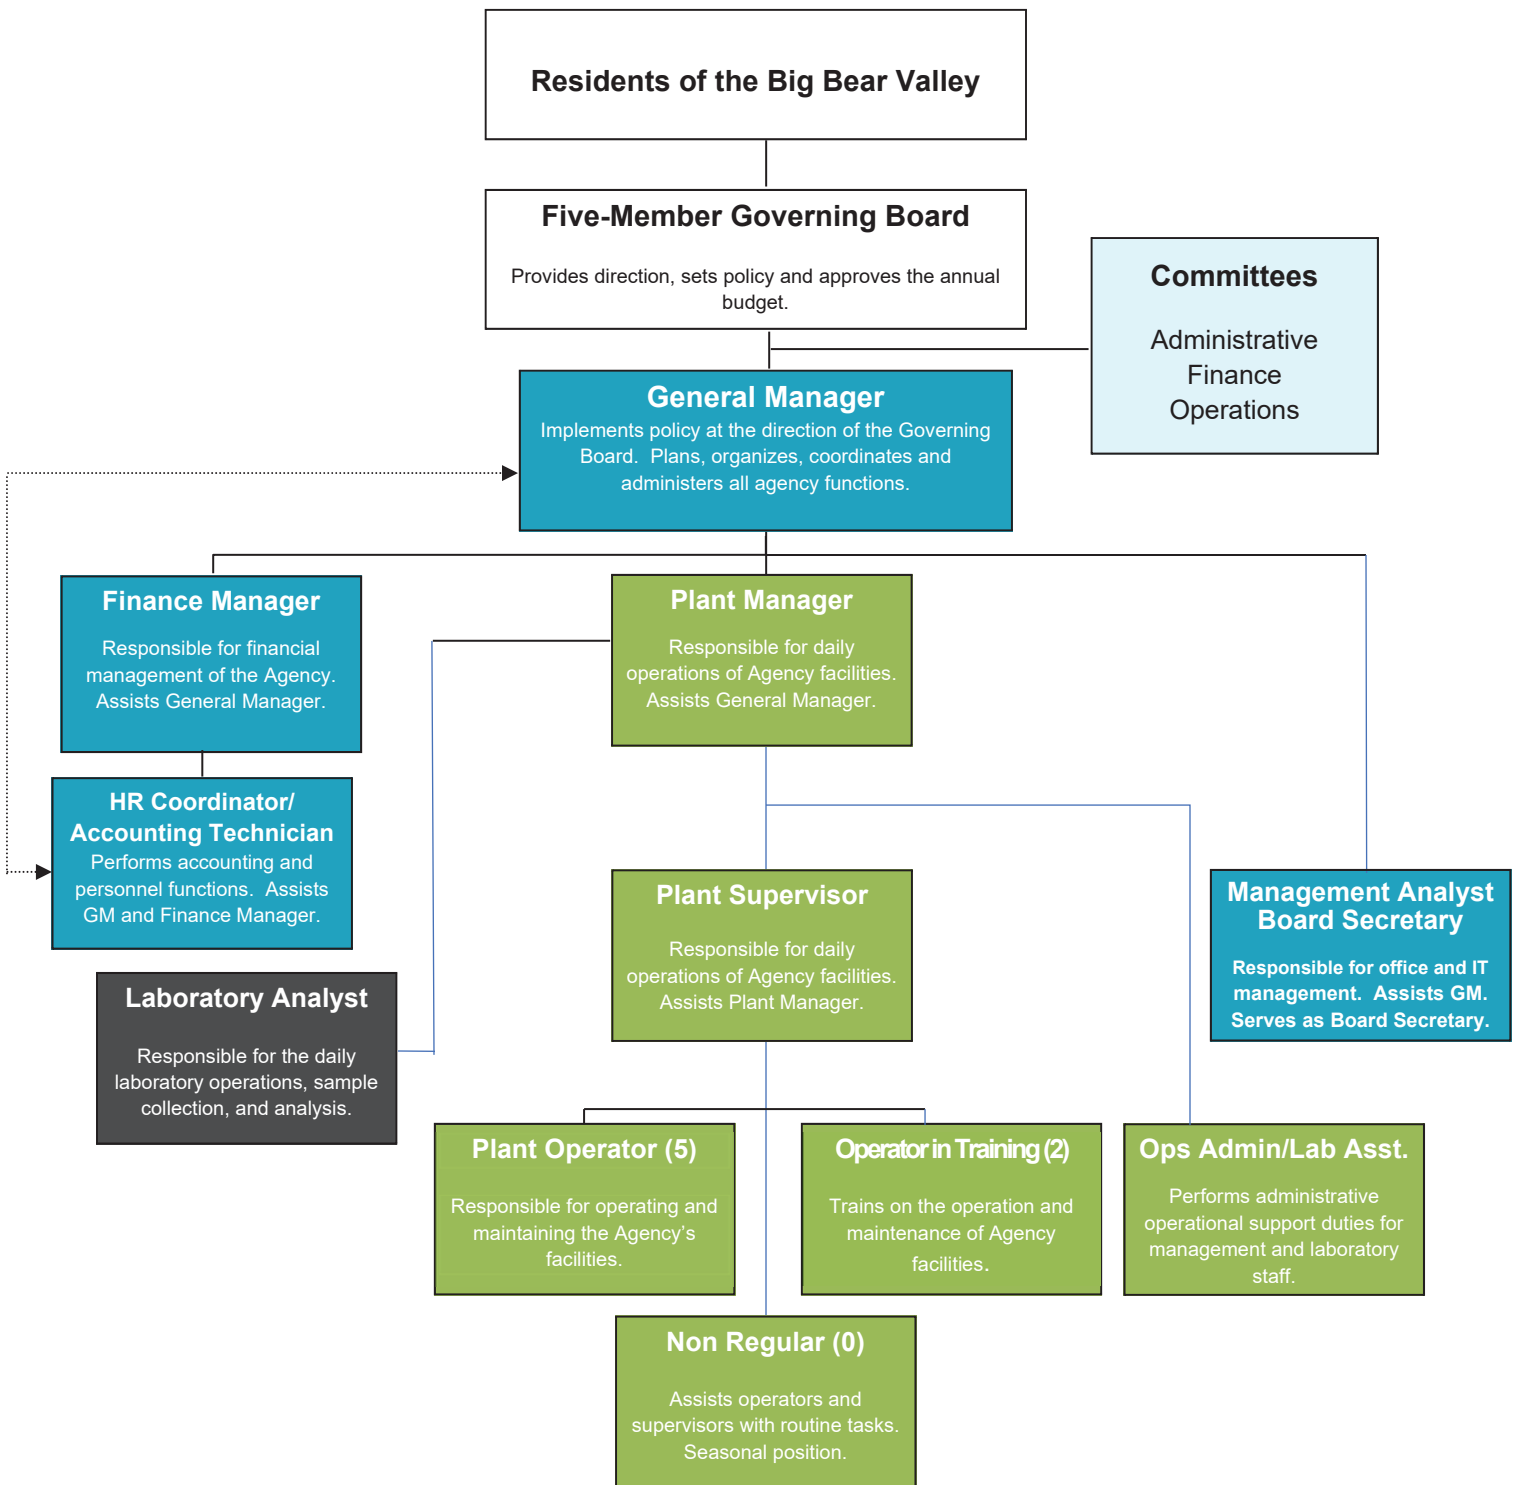 Residents of the Big Bear Valley
Five-Member Governing Board
Provides direction, sets policy and approves the annual
budget.
Committees
Administrative
Finance
Operations
General Manager
Implements policy at the direction of the Governing
Board.  Plans, organizes, coordinates and
administers all agency functions.
Finance Manager
Responsible for financial
management of the Agency.
Assists General Manager.
Plant Manager
Responsible for daily
operations of Agency facilities.
Assists General Manager.
HR Coordinator/
Accounting Technician
Performs accounting and
personnel functions.  Assists
GM and Finance Manager.
Plant Supervisor
Responsible for daily
operations of Agency facilities.
Assists Plant Manager.
Management Analyst
Board Secretary
Responsible for office and IT
management.  Assists GM.
Serves as Board Secretary.
Laboratory Analyst
Responsible for the daily
laboratory operations, sample
collection, and analysis.
Plant Operator (5)
Responsible for operating and
maintaining the Agency’s
facilities.
Operator in Training (2)
Trains on the operation and
maintenance of Agency
facilities.
Ops Admin/Lab Asst.
Performs administrative
operational support duties for
management and laboratory
staff.
Non Regular (0)
Assists operators and
supervisors with routine tasks.
Seasonal position.